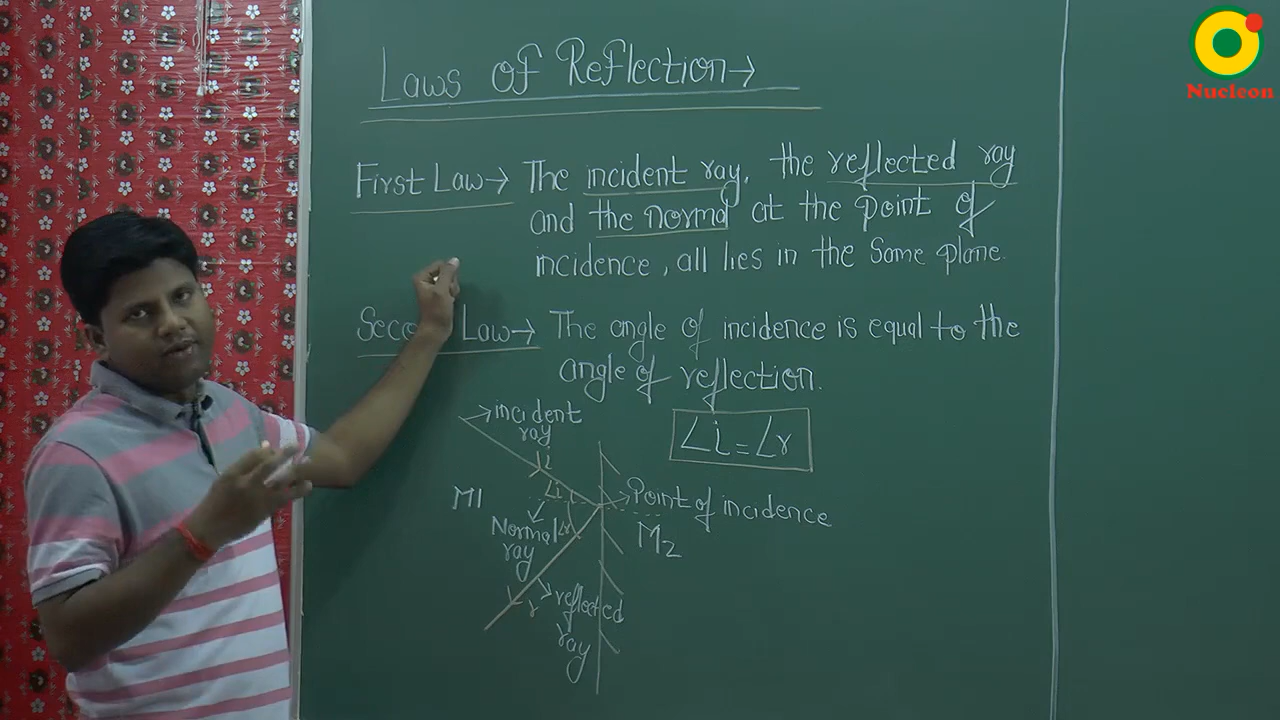 Laws of Reflection→
Nucleon
First Law→ The incident ray, the reflected ray
and the normal at the point of
incidence, all lies in the same plane.
Law→ The angle of incidence is equal to the
angle of reflection.
∠i=∠r
incident
ray
i
∠i
M1
Point of incidence
Normal
ray
∠r
M2
r
reflected
ray